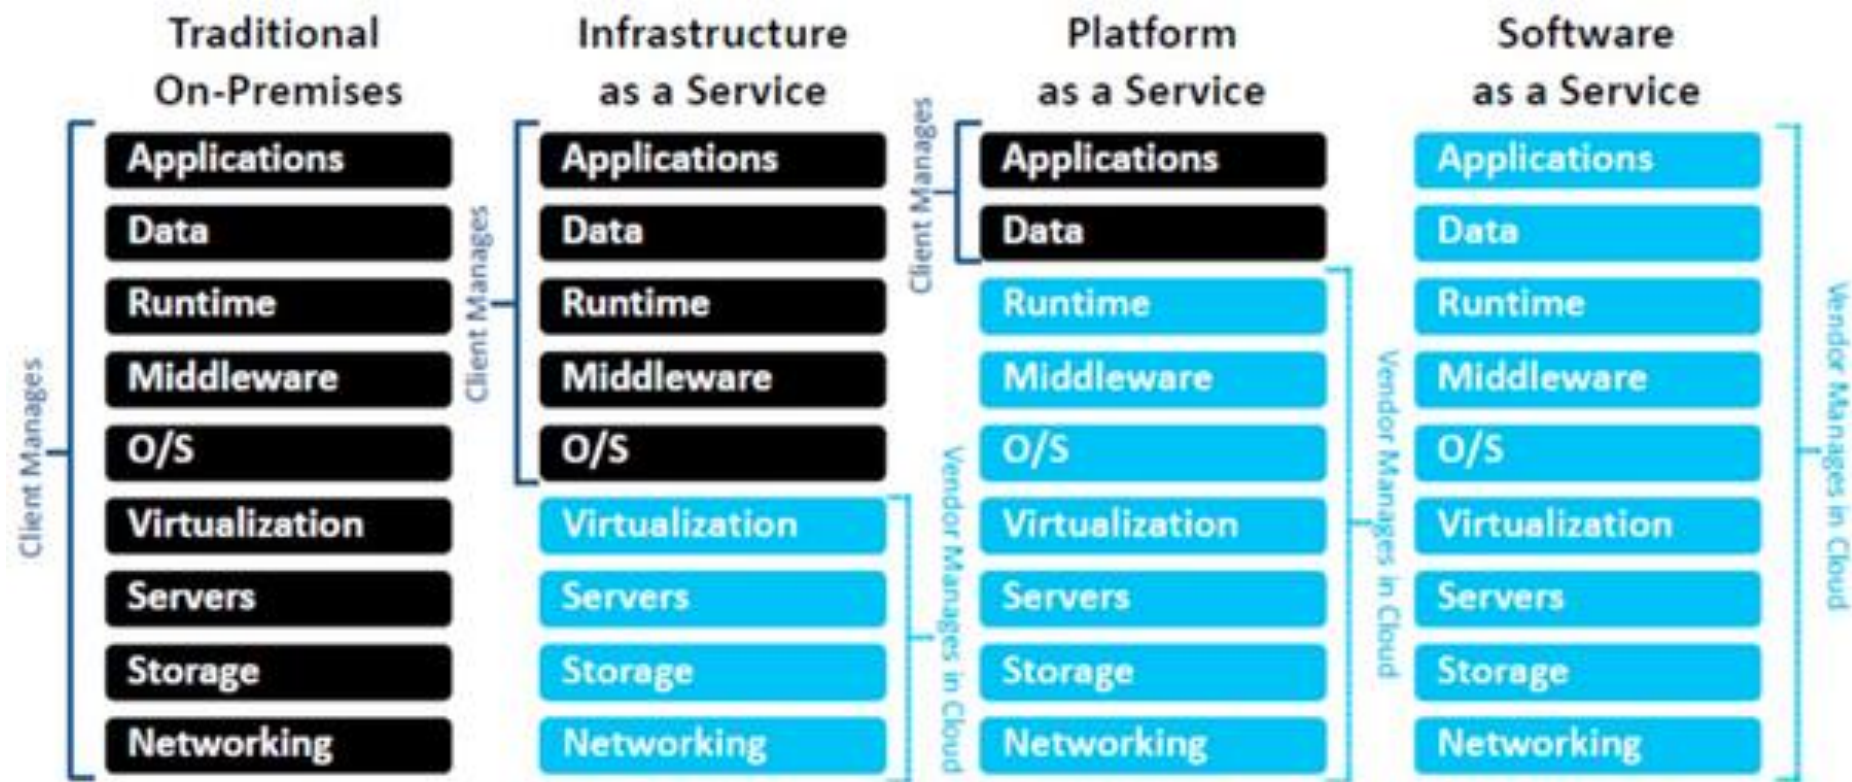 Traditional
On-Premises
Client Manages
Applications
Data
Runtime
Middleware
O/S
Virtualization
Servers
Storage
Networking
Infrastructure
as a Service
Client Manages
Applications
Data
Runtime
Middleware
O/S
Virtualization
Servers
Storage
Networking
Vendor Manages in Cloud
Platform
as a Service
Client Manages
Applications
Data
Runtime
Middleware
O/S
Virtualization
Servers
Storage
Networking
Vendor Manages in Cloud
Software
as a Service
Applications
Data
Runtime
Middleware
O/S
Virtualization
Servers
Storage
Networking
Vendor Manages in Cloud